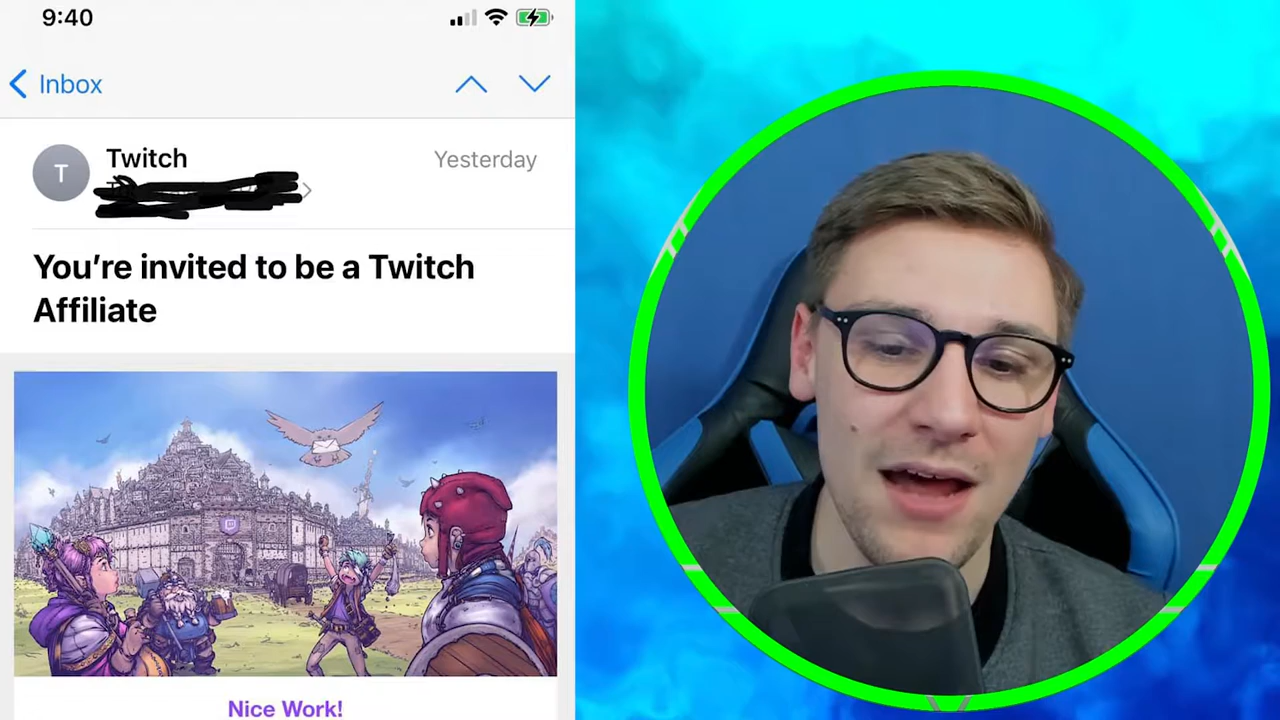 9:40
Inbox
T
Twitch
Yesterday
You’re invited to be a Twitch
Affiliate
Nice Work!